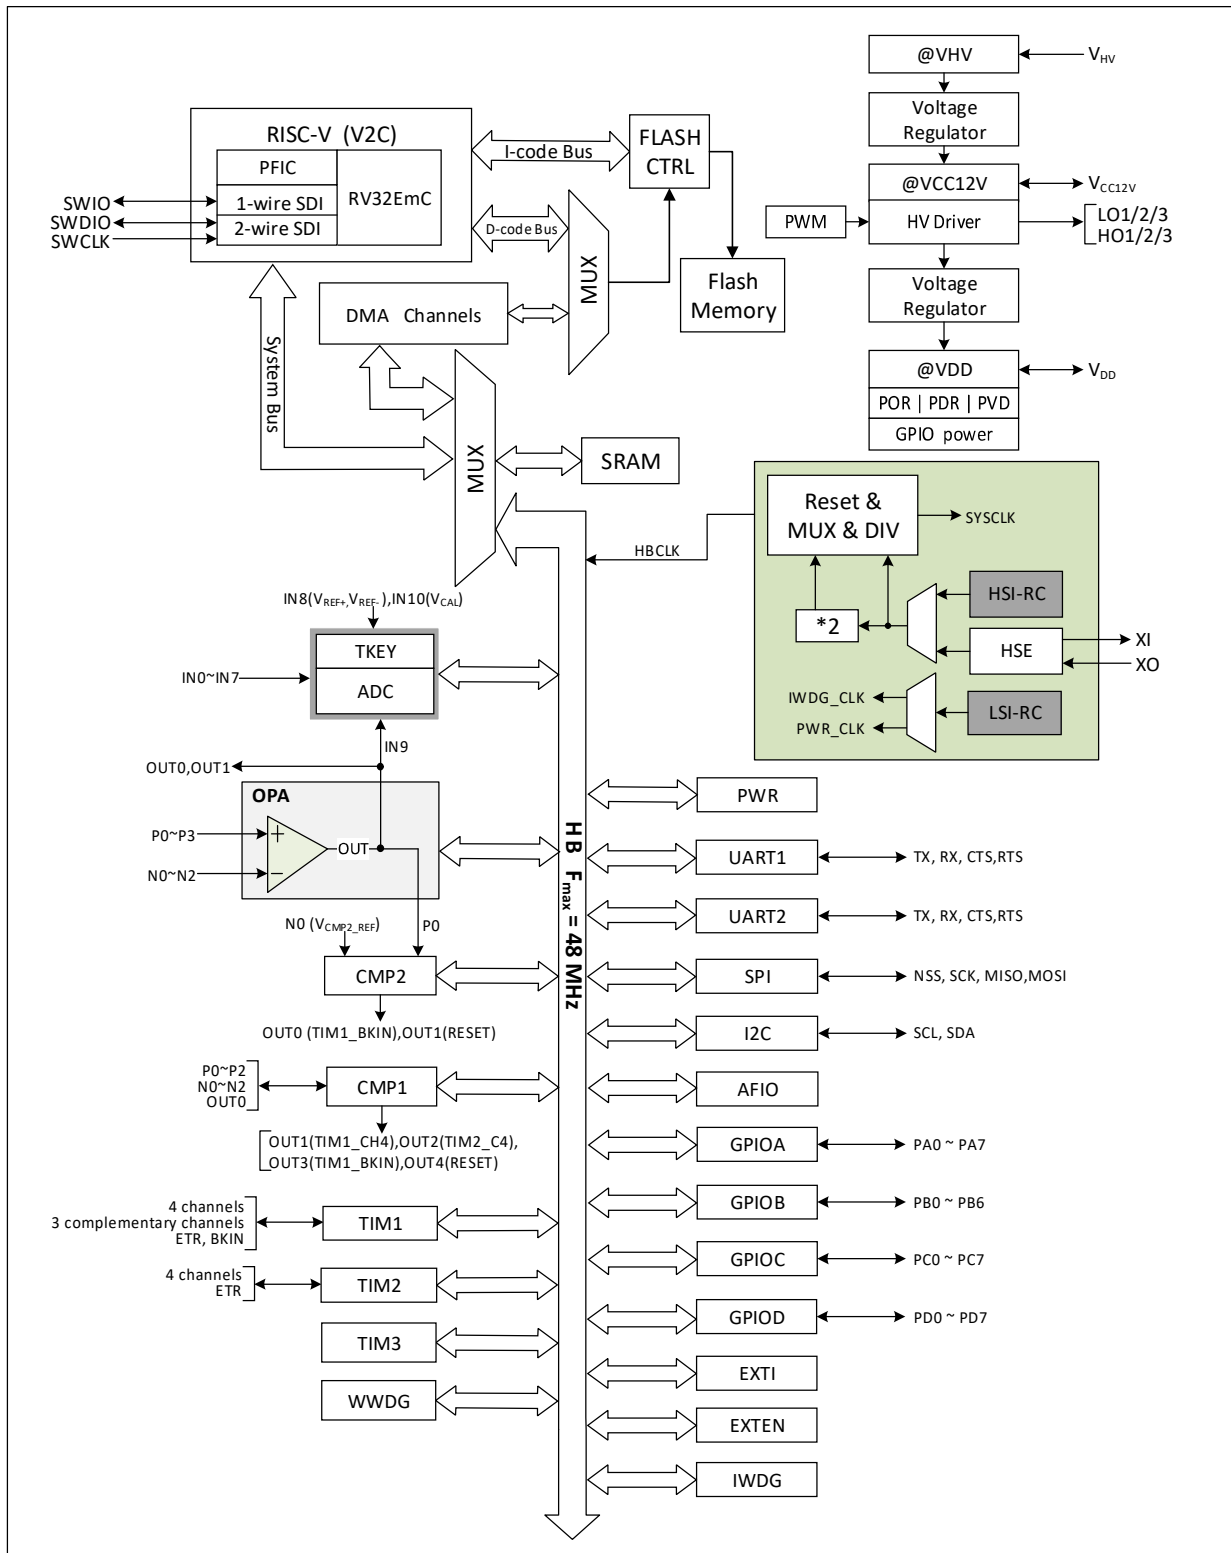 @VHV
V_HV
Voltage
Regulator
@VCC12V
V_CC12V
PWM
HV Driver
LO1/2/3
HO1/2/3
Voltage
Regulator
@VDD
V_DD
POR | PDR | PVD
GPIO power
RISC-V (V2C)
PFIC
1-wire SDI
2-wire SDI
RV32EmC
SWIO
SWDIO
SWCLK
I-code Bus
FLASH
CTRL
D-code Bus
MUX
Flash
Memory
DMA Channels
System Bus
MUX
SRAM
Reset &
MUX & DIV
SYSCLK
HBCLK
*2
HSI-RC
HSE
XI
XO
IWDG_CLK
PWR_CLK
LSI-RC
IN8(V_REF+,V_REF-),IN10(V_CAL)
TKEY
ADC
IN0~IN7
IN9
OUT0,OUT1
OPA
P0~P3
+
OUT
N0~N2
−
N0 (V_CMP2_REF)
P0
CMP2
OUT0 (TIM1_BKIN),OUT1(RESET)
P0~P2
N0~N2
OUT0
CMP1
OUT1(TIM1_CH4),OUT2(TIM2_C4),
OUT3(TIM1_BKIN),OUT4(RESET)
4 channels
3 complementary channels
ETR, BKIN
TIM1
4 channels
ETR
TIM2
TIM3
WWDG
HB F_max = 48 MHz
PWR
UART1
TX, RX, CTS,RTS
UART2
TX, RX, CTS,RTS
SPI
NSS, SCK, MISO,MOSI
I2C
SCL, SDA
AFIO
GPIOA
PA0 ~ PA7
GPIOB
PB0 ~ PB6
GPIOC
PC0 ~ PC7
GPIOD
PD0 ~ PD7
EXTI
EXTEN
IWDG